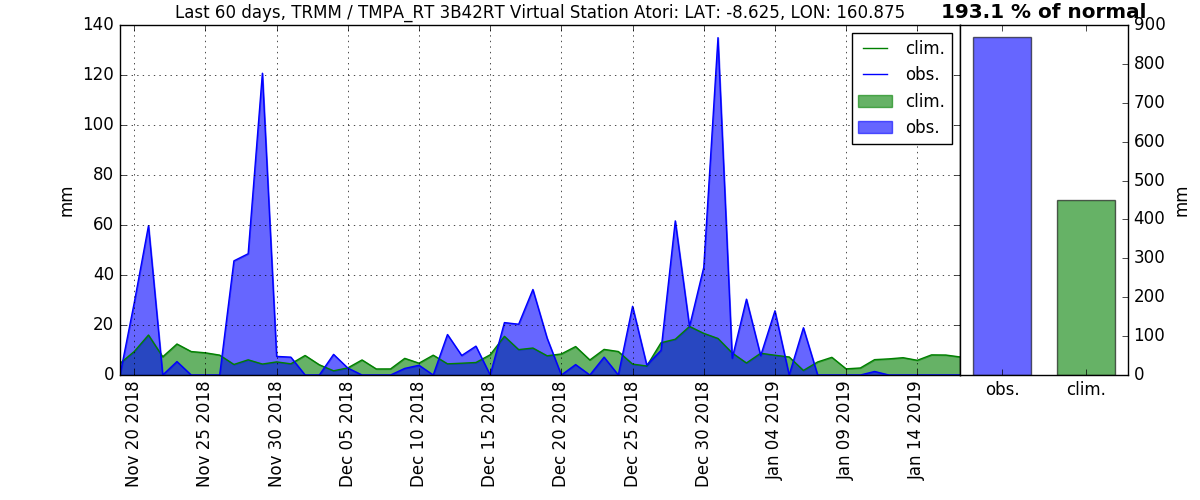 Last 60 days, TRMM / TMPA_RT 3B42RT Virtual Station Atori: LAT: -8.625, LON: 160.875
193.1 % of normal
140
120
100
80
60
40
20
0
mm
clim.
obs.
clim.
obs.
900
800
700
600
500
400
300
200
100
0
mm
Nov 20 2018
Nov 25 2018
Nov 30 2018
Dec 05 2018
Dec 10 2018
Dec 15 2018
Dec 20 2018
Dec 25 2018
Dec 30 2018
Jan 04 2019
Jan 09 2019
Jan 14 2019
obs.
clim.